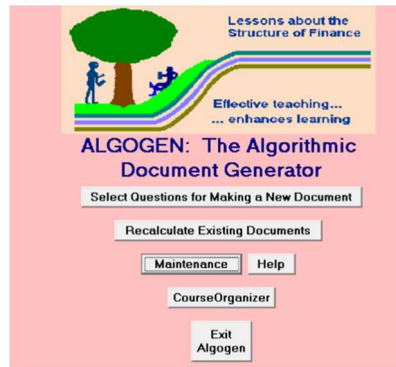 Lessons about the
Structure of Finance
Effective teaching...
... enhances learning
ALGOGEN: The Algorithmic
Document Generator
Select Questions for Making a New Document
Recalculate Existing Documents
Maintenance Help
CourseOrganizer
Exit
Algogen